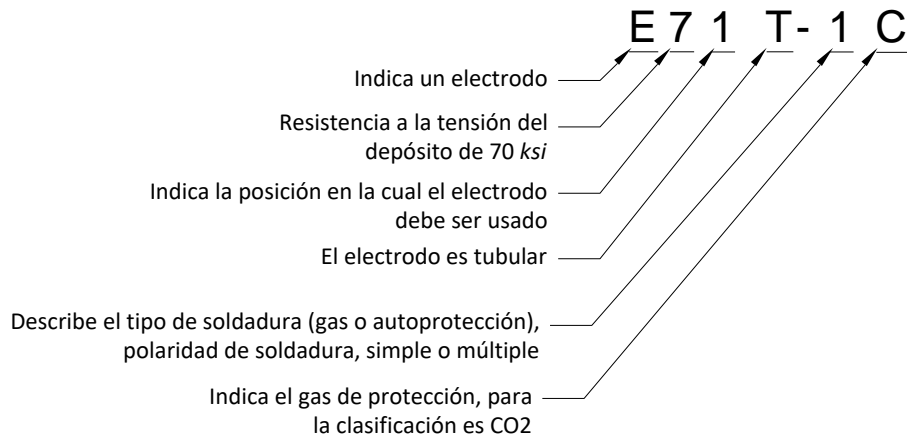 E 7 1 T- 1 C
Indica un electrodo
Resistencia a la tensión del
depósito de 70 ksi
Indica la posición en la cual el electrodo
debe ser usado
El electrodo es tubular
Describe el tipo de soldadura (gas o autoprotección),
polaridad de soldadura, simple o múltiple
Indica el gas de protección, para
la clasificación es CO2